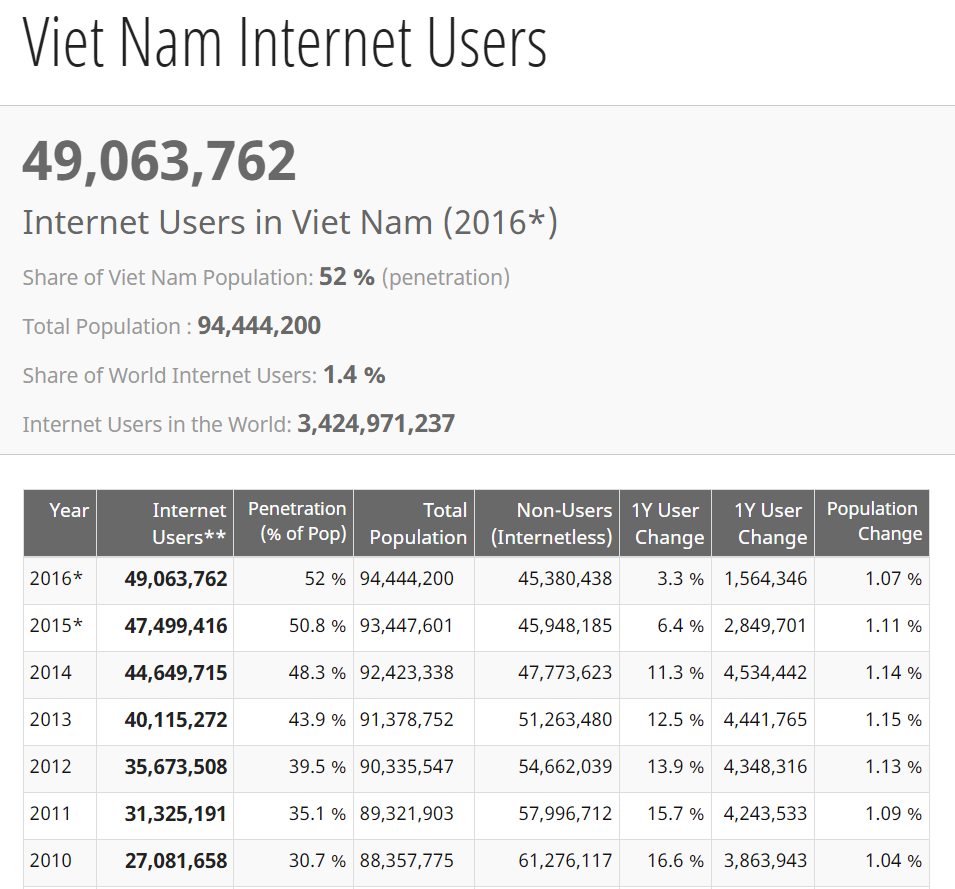 Viet Nam Internet Users
49,063,762
Internet Users in Viet Nam (2016*)
Share of Viet Nam Population: 52 % (penetration)
Total Population : 94,444,200
Share of World Internet Users: 1.4 %
Internet Users in the World: 3,424,971,237
Year Internet Users** Penetration (% of Pop) Total Population Non-Users (Internetless) 1Y User Change 1Y User Change Population Change
2016* 49,063,762 52 % 94,444,200 45,380,438 3.3 % 1,564,346 1.07 %
2015* 47,499,416 50.8 % 93,447,601 45,948,185 6.4 % 2,849,701 1.11 %
2014 44,649,715 48.3 % 92,423,338 47,773,623 11.3 % 4,534,442 1.14 %
2013 40,115,272 43.9 % 91,378,752 51,263,480 12.5 % 4,441,765 1.15 %
2012 35,673,508 39.5 % 90,335,547 54,662,039 13.9 % 4,348,316 1.13 %
2011 31,325,191 35.1 % 89,321,903 57,996,712 15.7 % 4,243,533 1.09 %
2010 27,081,658 30.7 % 88,357,775 61,276,117 16.6 % 3,863,943 1.04 %